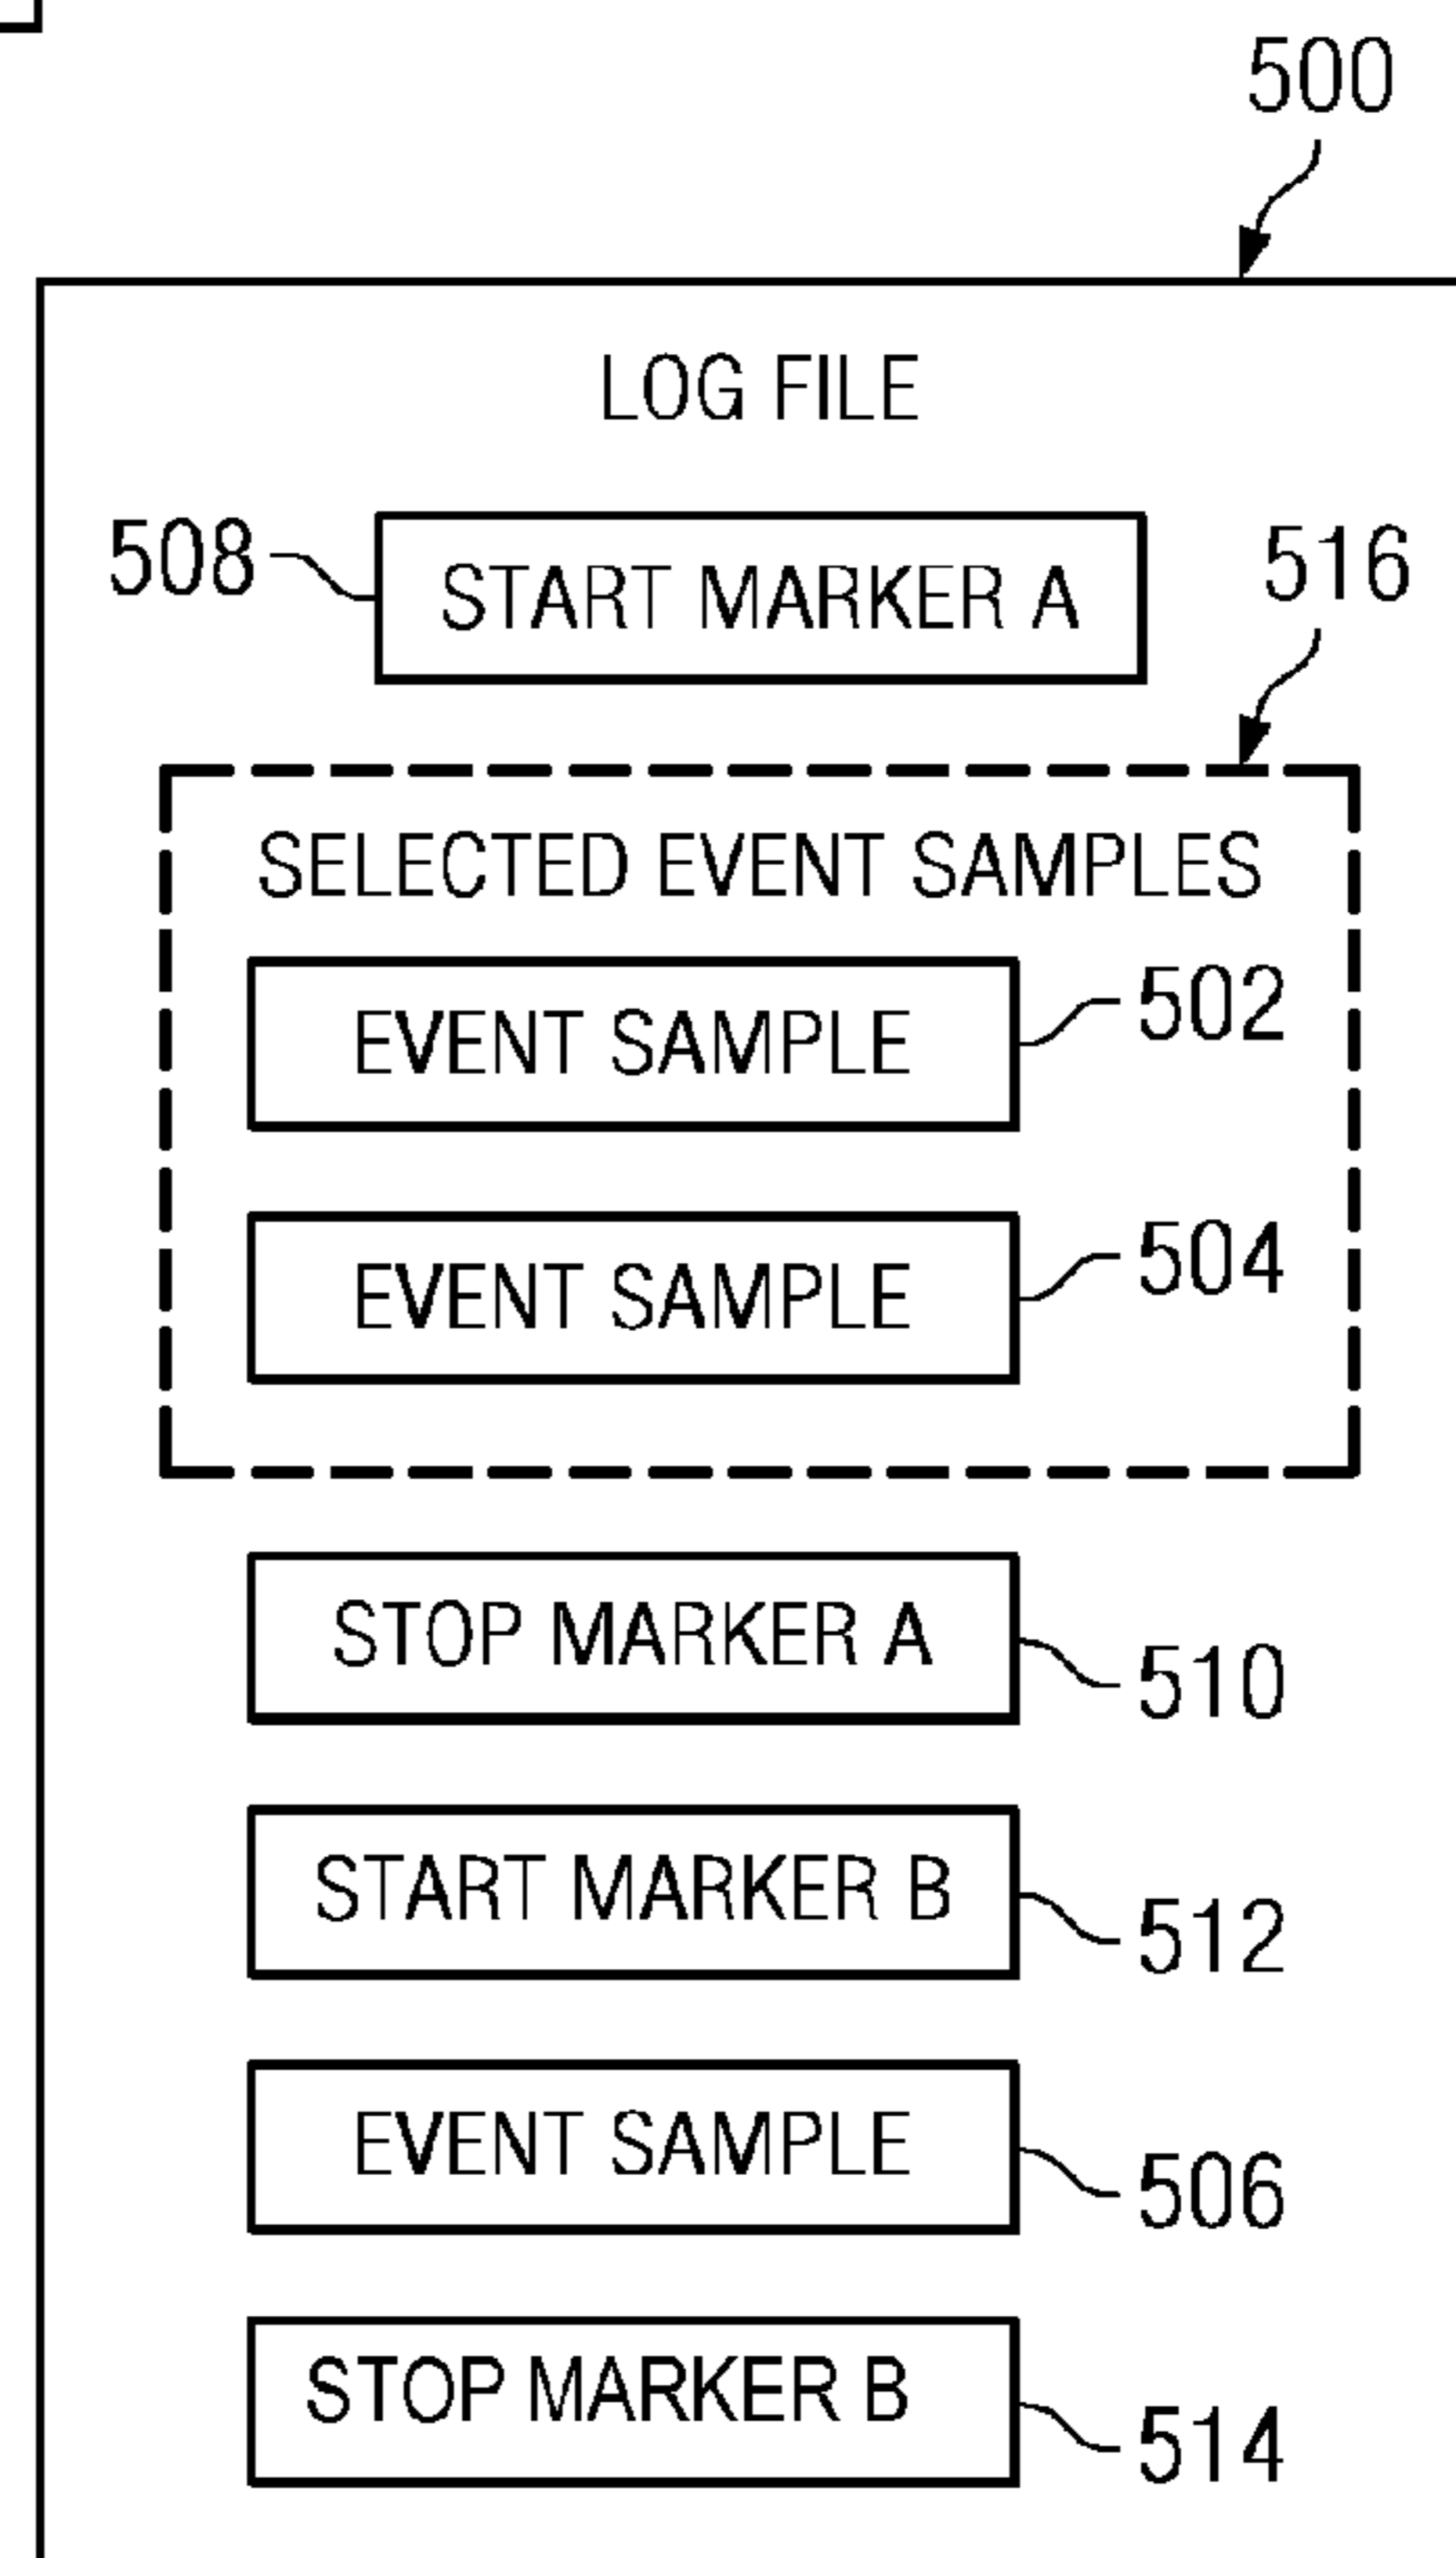 500
LOG FILE
508
START MARKER A
516
SELECTED EVENT SAMPLES
EVENT SAMPLE
502
EVENT SAMPLE
504
STOP MARKER A
510
START MARKER B
512
EVENT SAMPLE
506
STOP MARKER B
514